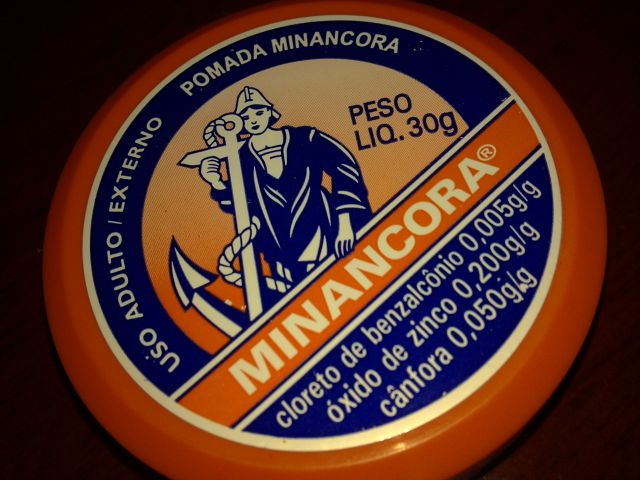 POMADA MINANCORA
USO ADULTO / EXTERNO
PESO
LIQ. 30g
MINANCORA®
cloreto de benzalcônio 0,005g/g
óxido de zinco 0,200g/g
cânfora 0,050g/g